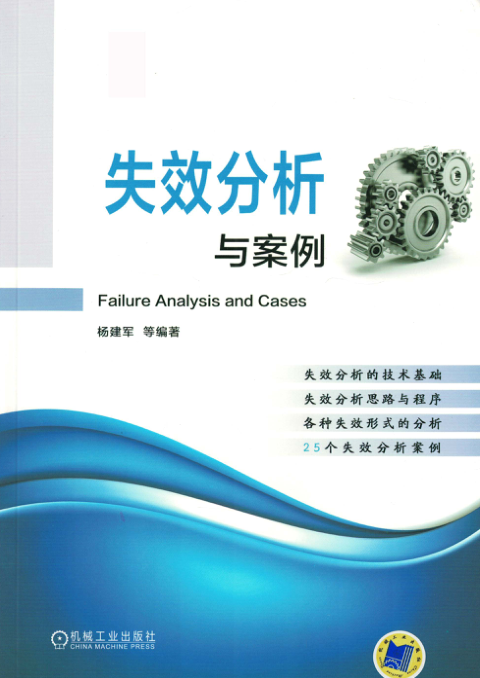 失效分析
与案例
Failure Analysis and Cases
杨建军 等编著
失效分析的技术基础
失效分析思路与程序
各种失效形式的分析
25个失效分析案例
机械工业出版社
CHINA MACHINE PRESS